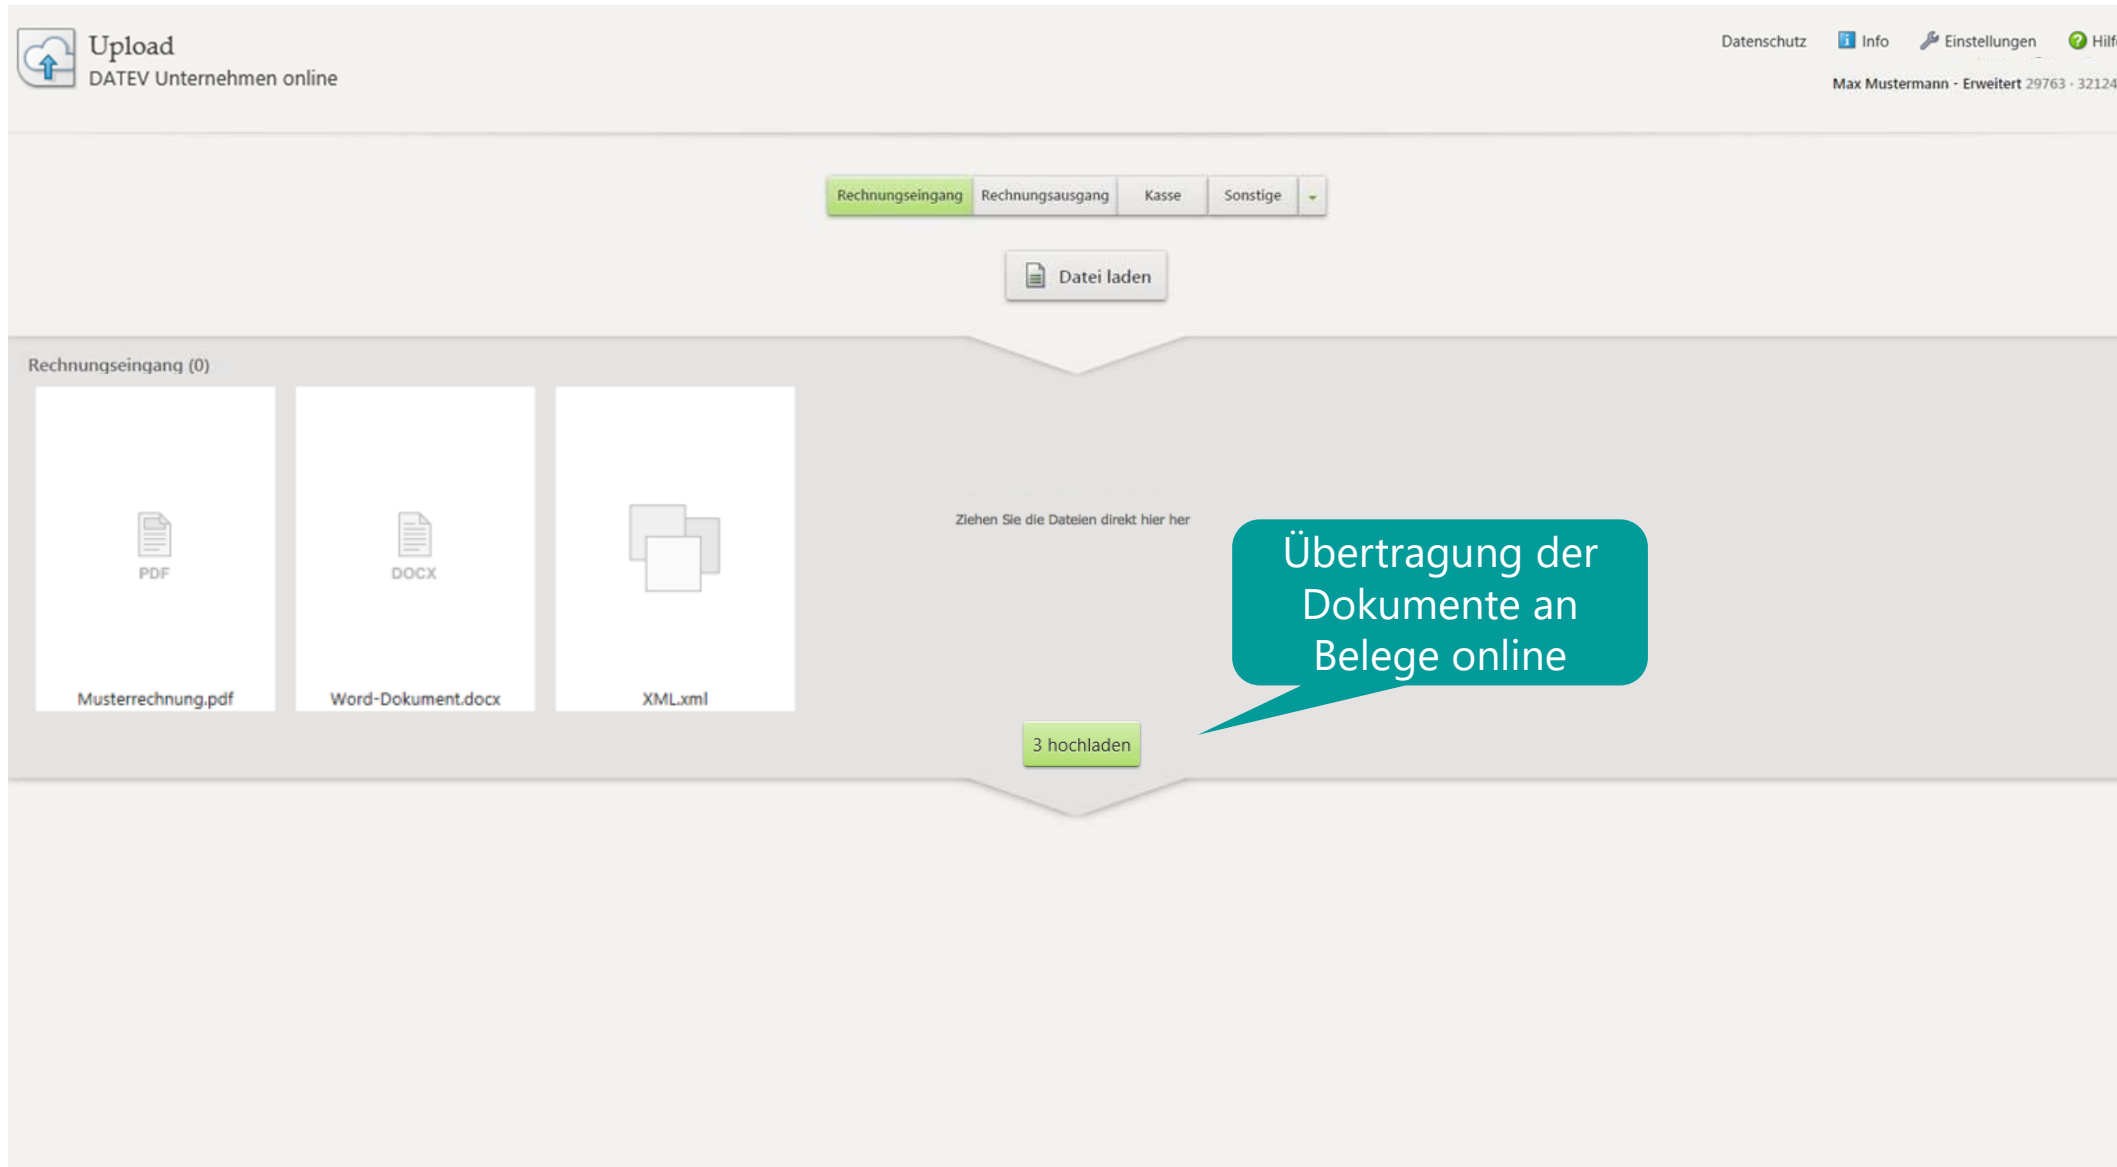 Upload
DATEV Unternehmen online
Datenschutz Info Einstellungen Hilfe
Max Mustermann - Erweitert 29763 - 32124
Rechnungseingang Rechnungsausgang Kasse Sonstige
Datei laden
Rechnungseingang (0)
PDF
Musterrechnung.pdf
DOCX
Word-Dokument.docx
XML.xml
Ziehen Sie die Dateien direkt hier her
Übertragung der
Dokumente an
Belege online
3 hochladen